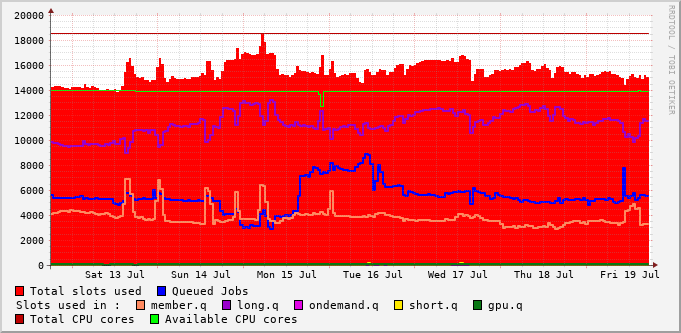 20000
18000
16000
14000
12000
10000
8000
6000
4000
2000
0
Sat 13 Jul Sun 14 Jul Mon 15 Jul Tue 16 Jul Wed 17 Jul Thu 18 Jul Fri 19 Jul
Total slots used Queued Jobs
Slots used in : member.q long.q ondemand.q short.q gpu.q
Total CPU cores Available CPU cores
RRDTOOL / TOBI OETIKER